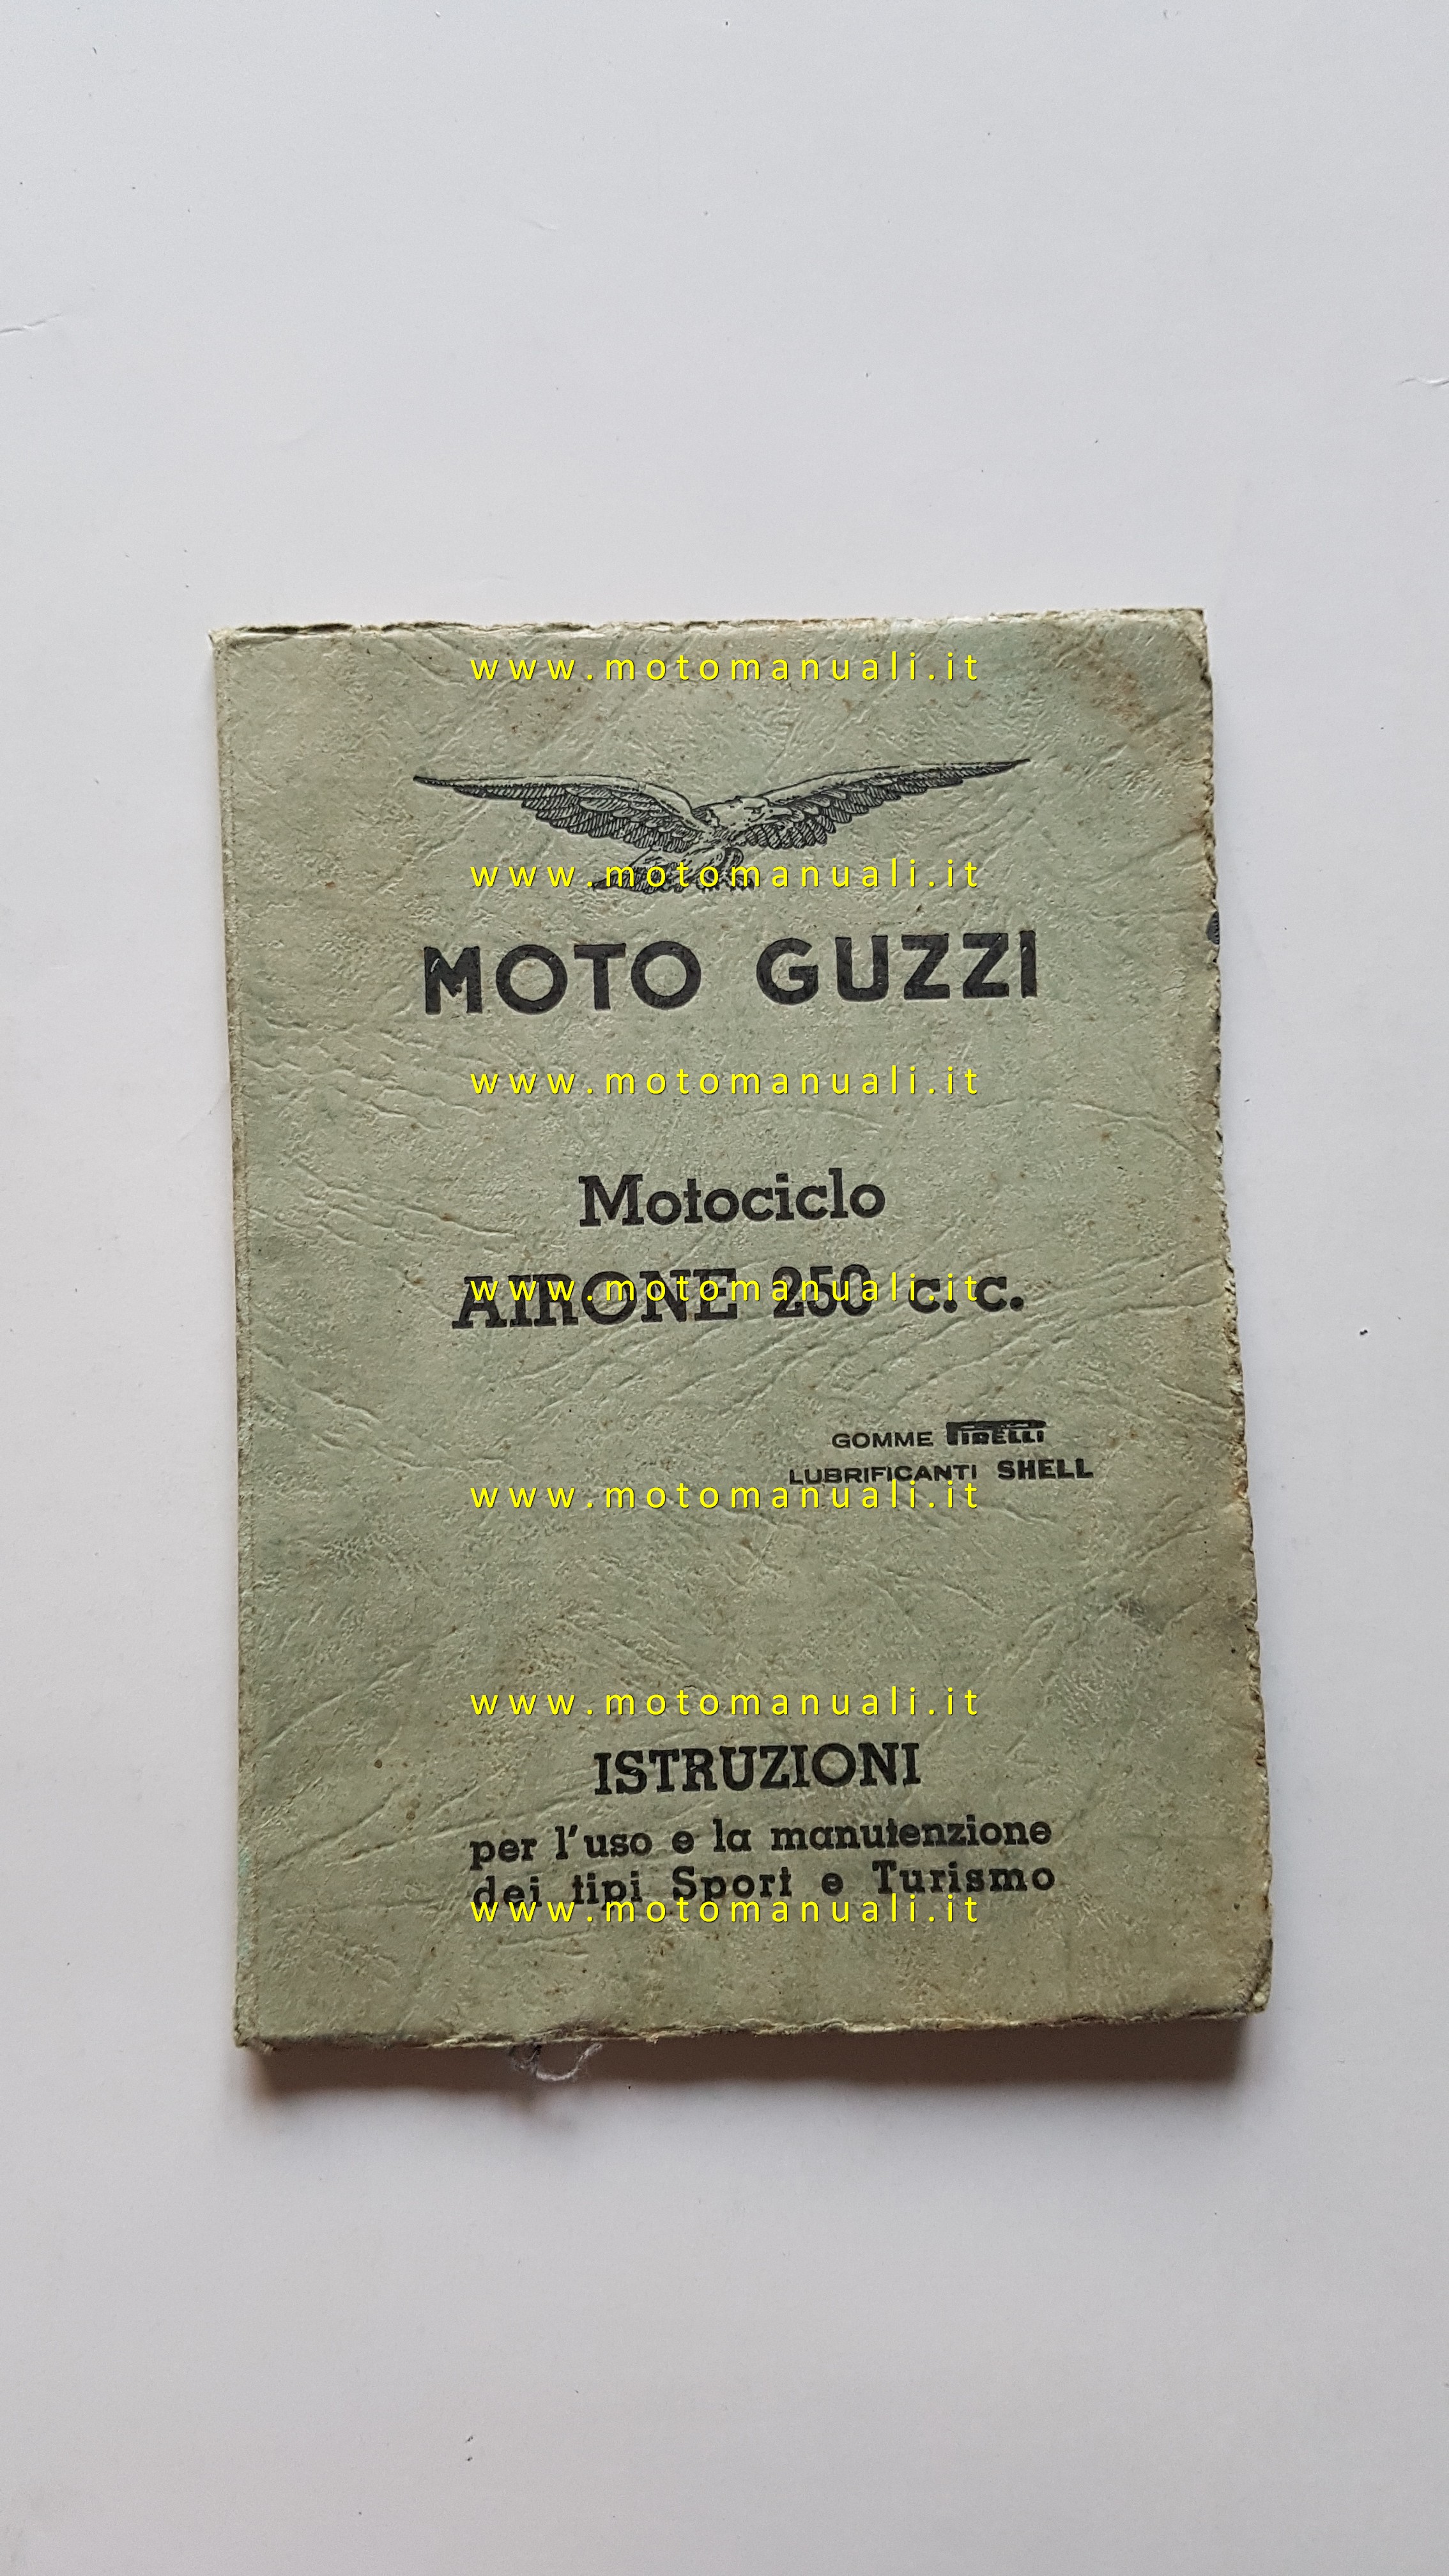 www.motomanuali.it
www.motomanuali.it
MOTO GUZZI
www.motomanuali.it
Motociclo
AIRONE 250 c.c.
www.motomanuali.it
GOMME PIRELLI
LUBRIFICANTI SHELL
www.motomanuali.it
www.motomanuali.it
ISTRUZIONI
per l'uso e la manutenzione
dei tipi Sport e Turismo
www.motomanuali.it